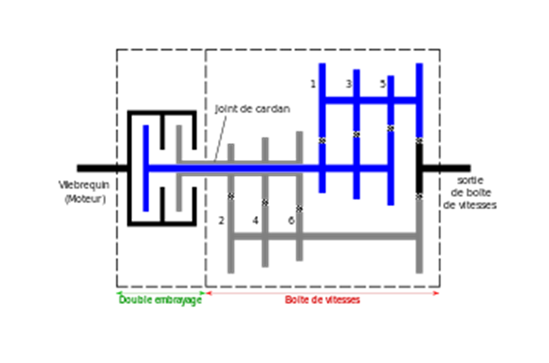 1 3 5
Joint de cardan
Vilebrequin
(Moteur)
sortie
de boîte
de vitesses
2 4 6
Double embrayage
Boîte de vitesses